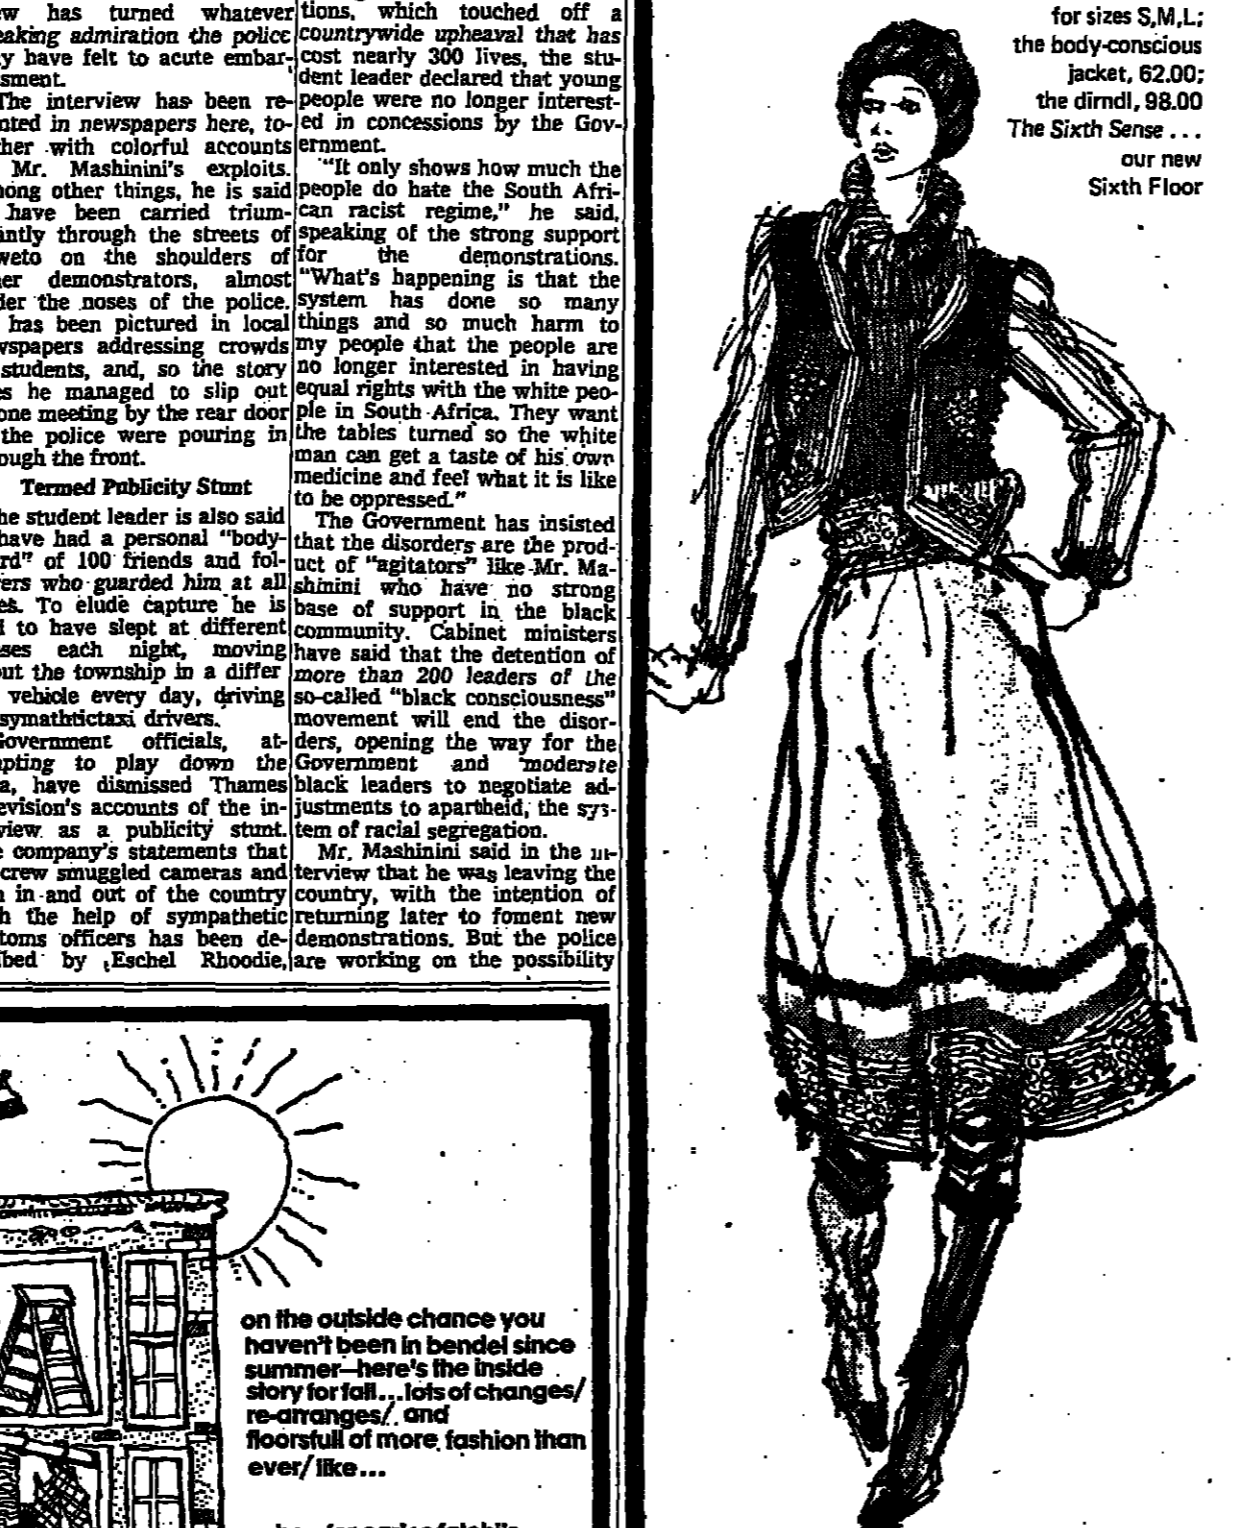 ew has turned whatever
eaking admiration the police
y have felt to acute embar-
sment.
The interview has been re-
nted in newspapers here, to-
ther with colorful accounts
Mr. Mashinini's exploits.
nong other things, he is said
have been carried trium-
antly through the streets of
weto on the shoulders of
er demonstrators, almost
der the noses of the police.
has been pictured in local
wspapers addressing crowds
students, and, so the story
es he managed to slip out
one meeting by the rear door
the police were pouring in
ough the front.
Termed Publicity Stunt
he student leader is also said
have had a personal "body-
rd" of 100 friends and fol-
ers who guarded him at all
es. To elude capture he is
d to have slept at different
ses each night, moving
out the township in a differ
vehicle every day, driving
symathtictaxi drivers.
Government officials, at-
pting to play down the
a, have dismissed Thames
evision's accounts of the in-
view as a publicity stunt.
e company's statements that
crew smuggled cameras and
n in and out of the country
h the help of sympathetic
toms officers has been de-
ibed by Eschel Rhoodie,
tions, which touched off a
countrywide upheaval that has
cost nearly 300 lives, the stu-
dent leader declared that young
people were no longer interest-
ed in concessions by the Gov-
ernment.
"It only shows how much the
people do hate the South Afri-
can racist regime," he said,
speaking of the strong support
for the demonstrations.
"What's happening is that the
system has done so many
things and so much harm to
my people that the people are
no longer interested in having
equal rights with the white peo-
ple in South Africa. They want
the tables turned so the white
man can get a taste of his own
medicine and feel what it is like
to be oppressed."
The Government has insisted
that the disorders are the prod-
uct of "agitators" like Mr. Ma-
shinini who have no strong
base of support in the black
community. Cabinet ministers
have said that the detention of
more than 200 leaders of the
so-called "black consciousness"
movement will end the disor-
ders, opening the way for the
Government and "moderate
black leaders to negotiate ad-
justments to apartheid, the sys-
tem of racial segregation.
Mr. Mashinini said in the in-
terview that he was leaving the
country, with the intention of
returning later to foment new
demonstrations. But the police
are working on the possibility
for sizes S,M,L;
the body-conscious
jacket, 62.00;
the dirndl, 98.00
The Sixth Sense...
our new
Sixth Floor
on the outside chance you
haven't been in bendel since
summer—here's the inside
story for fall...lots of changes/
re-arranges/ and
floorsfull of more fashion than
ever/like...